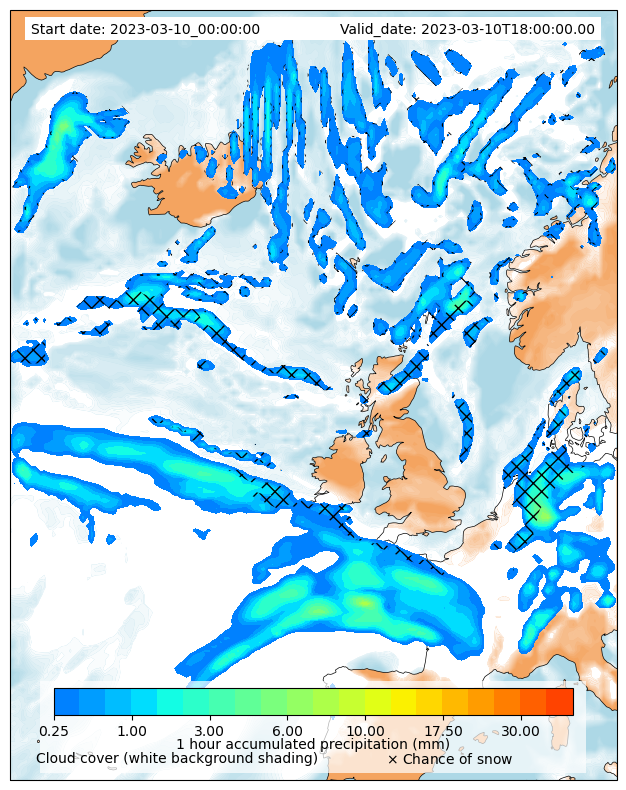 Start date: 2023-03-10_00:00:00 Valid_date: 2023-03-10T18:00:00.00
0.25 1.00 3.00 6.00 10.00 17.50 30.00
1 hour accumulated precipitation (mm)
Cloud cover (white background shading) × Chance of snow